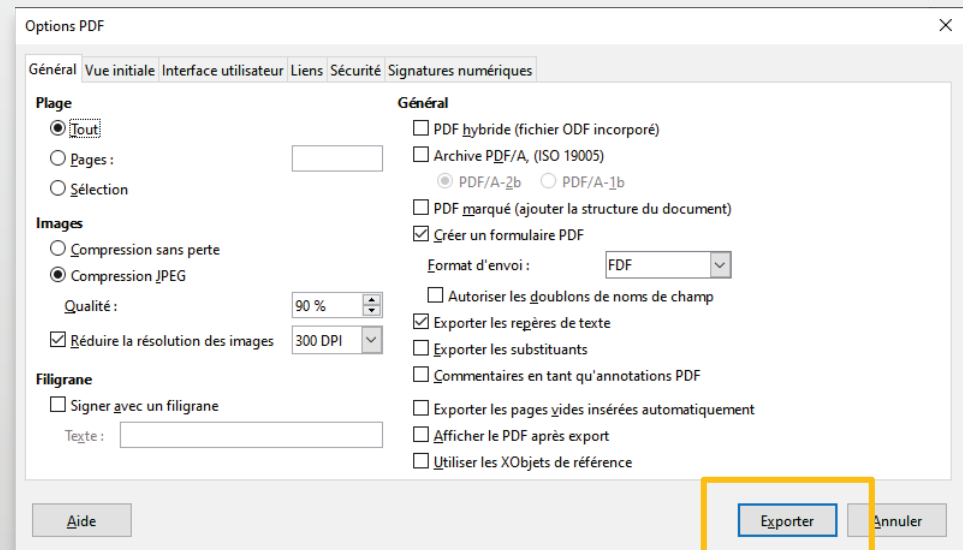 Options PDF
Général Vue initiale Interface utilisateur Liens Sécurité Signatures numériques
Plage
Tout
Pages :
Sélection
Images
Compression sans perte
Compression JPEG
Qualité : 90 %
Réduire la résolution des images 300 DPI
Filigrane
Signer avec un filigrane
Texte :
Général
PDF hybride (fichier ODF incorporé)
Archive PDF/A, (ISO 19005)
PDF/A-2b PDF/A-1b
PDF marqué (ajouter la structure du document)
Créer un formulaire PDF
Format d'envoi : FDF
Autoriser les doublons de noms de champ
Exporter les repères de texte
Exporter les substituants
Commentaires en tant qu'annotations PDF
Exporter les pages vides insérées automatiquement
Afficher le PDF après export
Utiliser les XObjets de référence
Aide Exporter Annuler